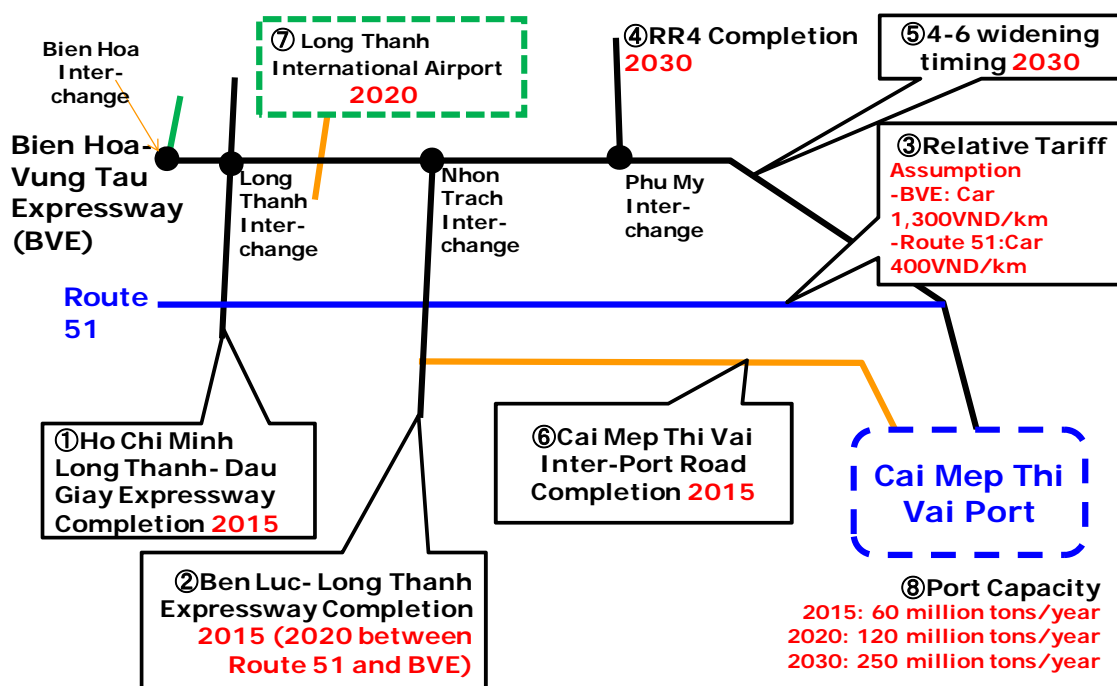 Bien Hoa
Inter-
change
⑦ Long Thanh
International Airport
2020
④RR4 Completion
2030
⑤4-6 widening
timing 2030
Bien Hoa-
Vung Tau
Expressway
(BVE)
Long
Thanh
Inter-
change
Nhon
Trach
Inter-
change
Phu My
Inter-
change
③Relative Tariff
Assumption
-BVE: Car
1,300VND/km
-Route 51:Car
400VND/km
Route
51
①Ho Chi Minh
Long Thanh- Dau
Giay Expressway
Completion 2015
⑥Cai Mep Thi Vai
Inter-Port Road
Completion 2015
Cai Mep Thi
Vai Port
②Ben Luc- Long Thanh
Expressway Completion
2015 (2020 between
Route 51 and BVE)
⑧Port Capacity
2015: 60 million tons/year
2020: 120 million tons/year
2030: 250 million tons/year